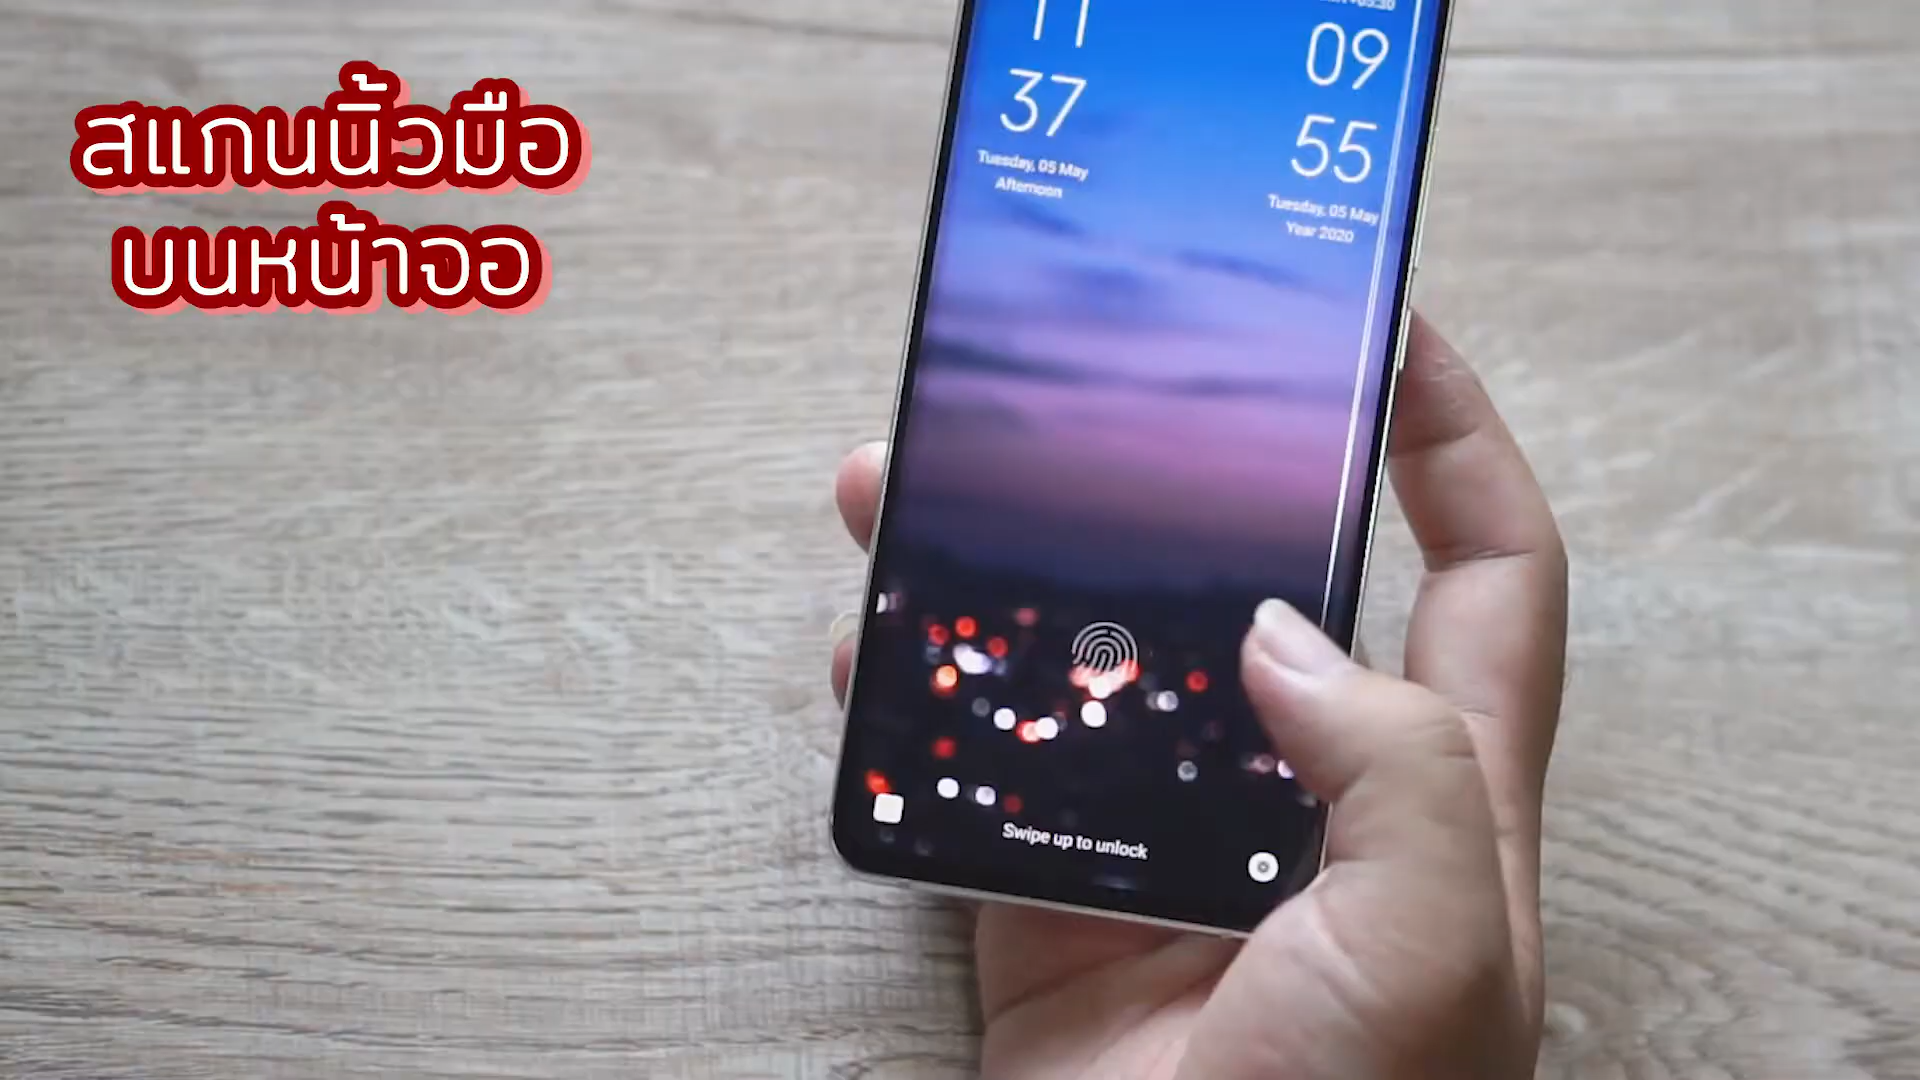 สแกนนิ้วมือ
บนหน้าจอ
11
37
Tuesday, 05 May
Afternoon
09
55
Tuesday, 05 May
Year 2020
Swipe up to unlock